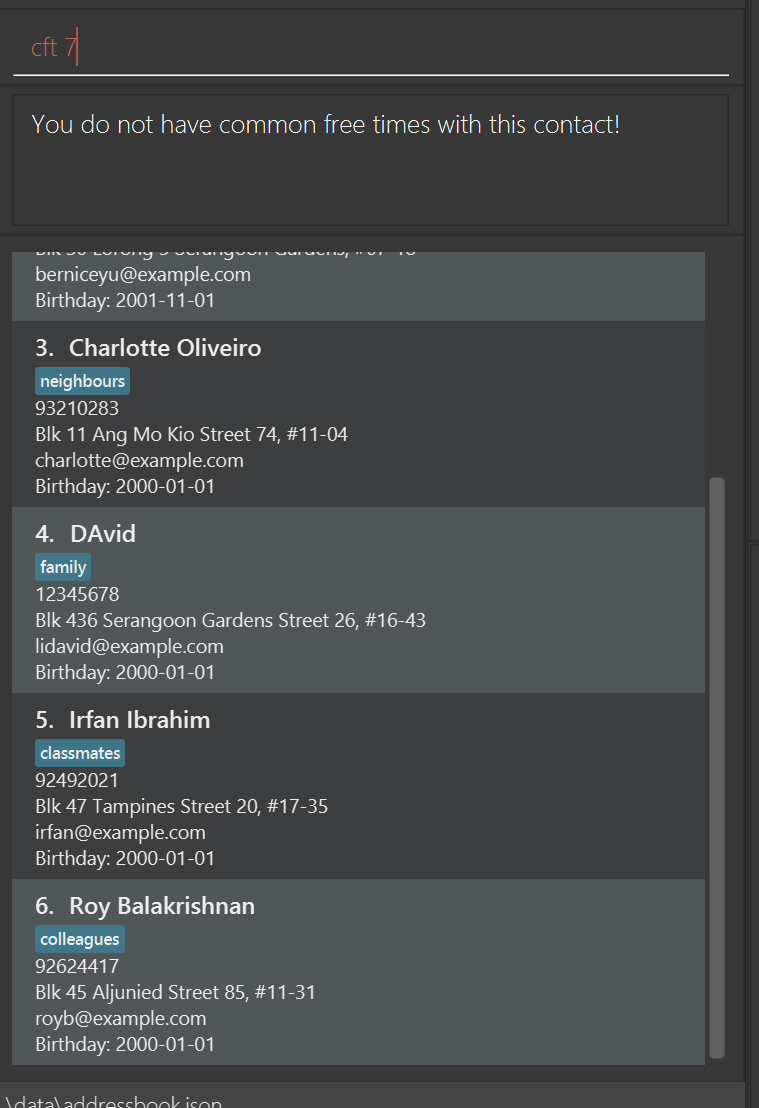 cft 7
You do not have common free times with this contact!
berniceyu@example.com
Birthday: 2001-11-01
3. Charlotte Oliveiro
neighbours
93210283
Blk 11 Ang Mo Kio Street 74, #11-04
charlotte@example.com
Birthday: 2000-01-01
4. DAvid
family
12345678
Blk 436 Serangoon Gardens Street 26, #16-43
lidavid@example.com
Birthday: 2000-01-01
5. Irfan Ibrahim
classmates
92492021
Blk 47 Tampines Street 20, #17-35
irfan@example.com
Birthday: 2000-01-01
6. Roy Balakrishnan
colleagues
92624417
Blk 45 Aljunied Street 85, #11-31
royb@example.com
Birthday: 2000-01-01
\data\addressbook.json